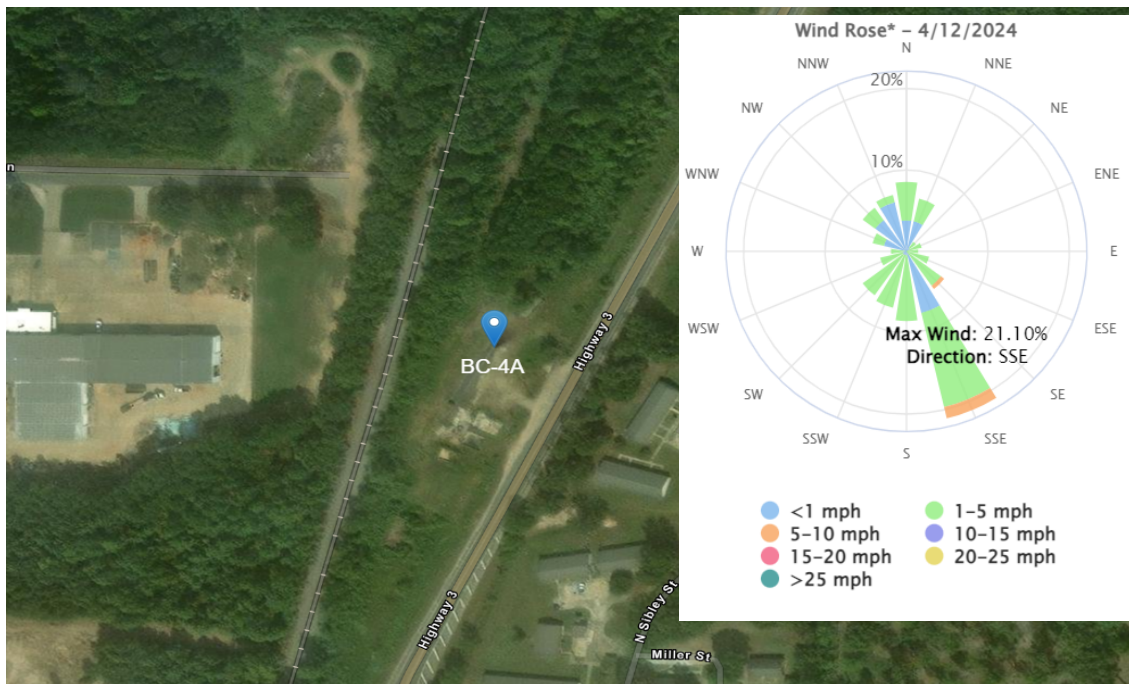 Wind Rose* - 4/12/2024
N
NNW
NNE
20%
NW
NE
10%
WNW
ENE
W
E
WSW
ESE
Max Wind: 21.10%
Direction: SSE
SW
SE
SSW
SSE
S
<1 mph
1-5 mph
5-10 mph
10-15 mph
15-20 mph
20-25 mph
>25 mph
n
BC-4A
Highway 3
Highway 3
N Sibley St
Miller St